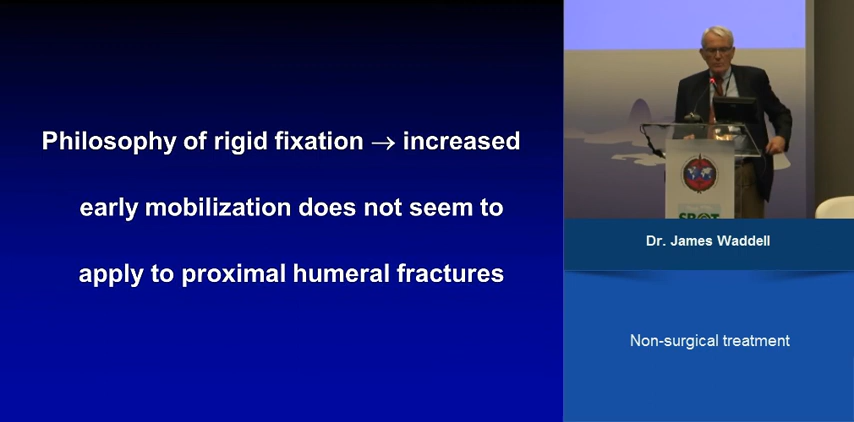 Philosophy of rigid fixation → increased
early mobilization does not seem to
apply to proximal humeral fractures
Dr. James Waddell
Non-surgical treatment